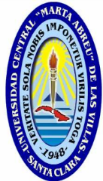 UNIVERSIDAD CENTRAL "MARTA ABREU" DE LAS VILLAS
VERITATE SOLA NOBIS IMPONETUR VIRILIS TOGA
-1948-
SANTA CLARA